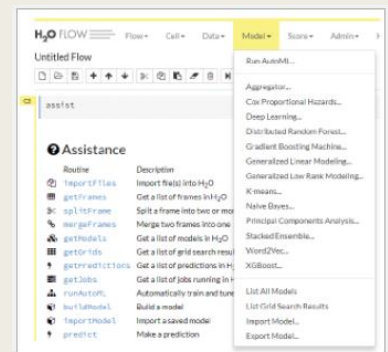 H2O FLOW Flow Cell Data Model Score Admin
Untitled Flow
Run AutoML...
Aggregator...
Cox Proportional Hazards...
Deep Learning...
Distributed Random Forest...
Gradient Boosting Machine...
Generalized Linear Modeling...
Generalized Low Rank Modeling...
K-means...
Naive Bayes...
Principal Components Analysis...
Stacked Ensemble...
Word2Vec...
XGBoost...
List All Models
List Grid Search Results
Import Model...
Export Model...
assist
Assistance
Routine Description
importFiles Import file(s) into H2O
getFrames Get a list of frames in H2O
splitFrame Split a frame into two or mor
mergeFrames Merge two frames into one
getModels Get a list of models in H2O
getGrids Get a list of grid search resul
getPredictions Get a list of predictions in H
getJobs Get a list of jobs running in H
runAutoML Automatically train and tune
buildModel Build a model
importModel Import a saved model
predict Make a prediction